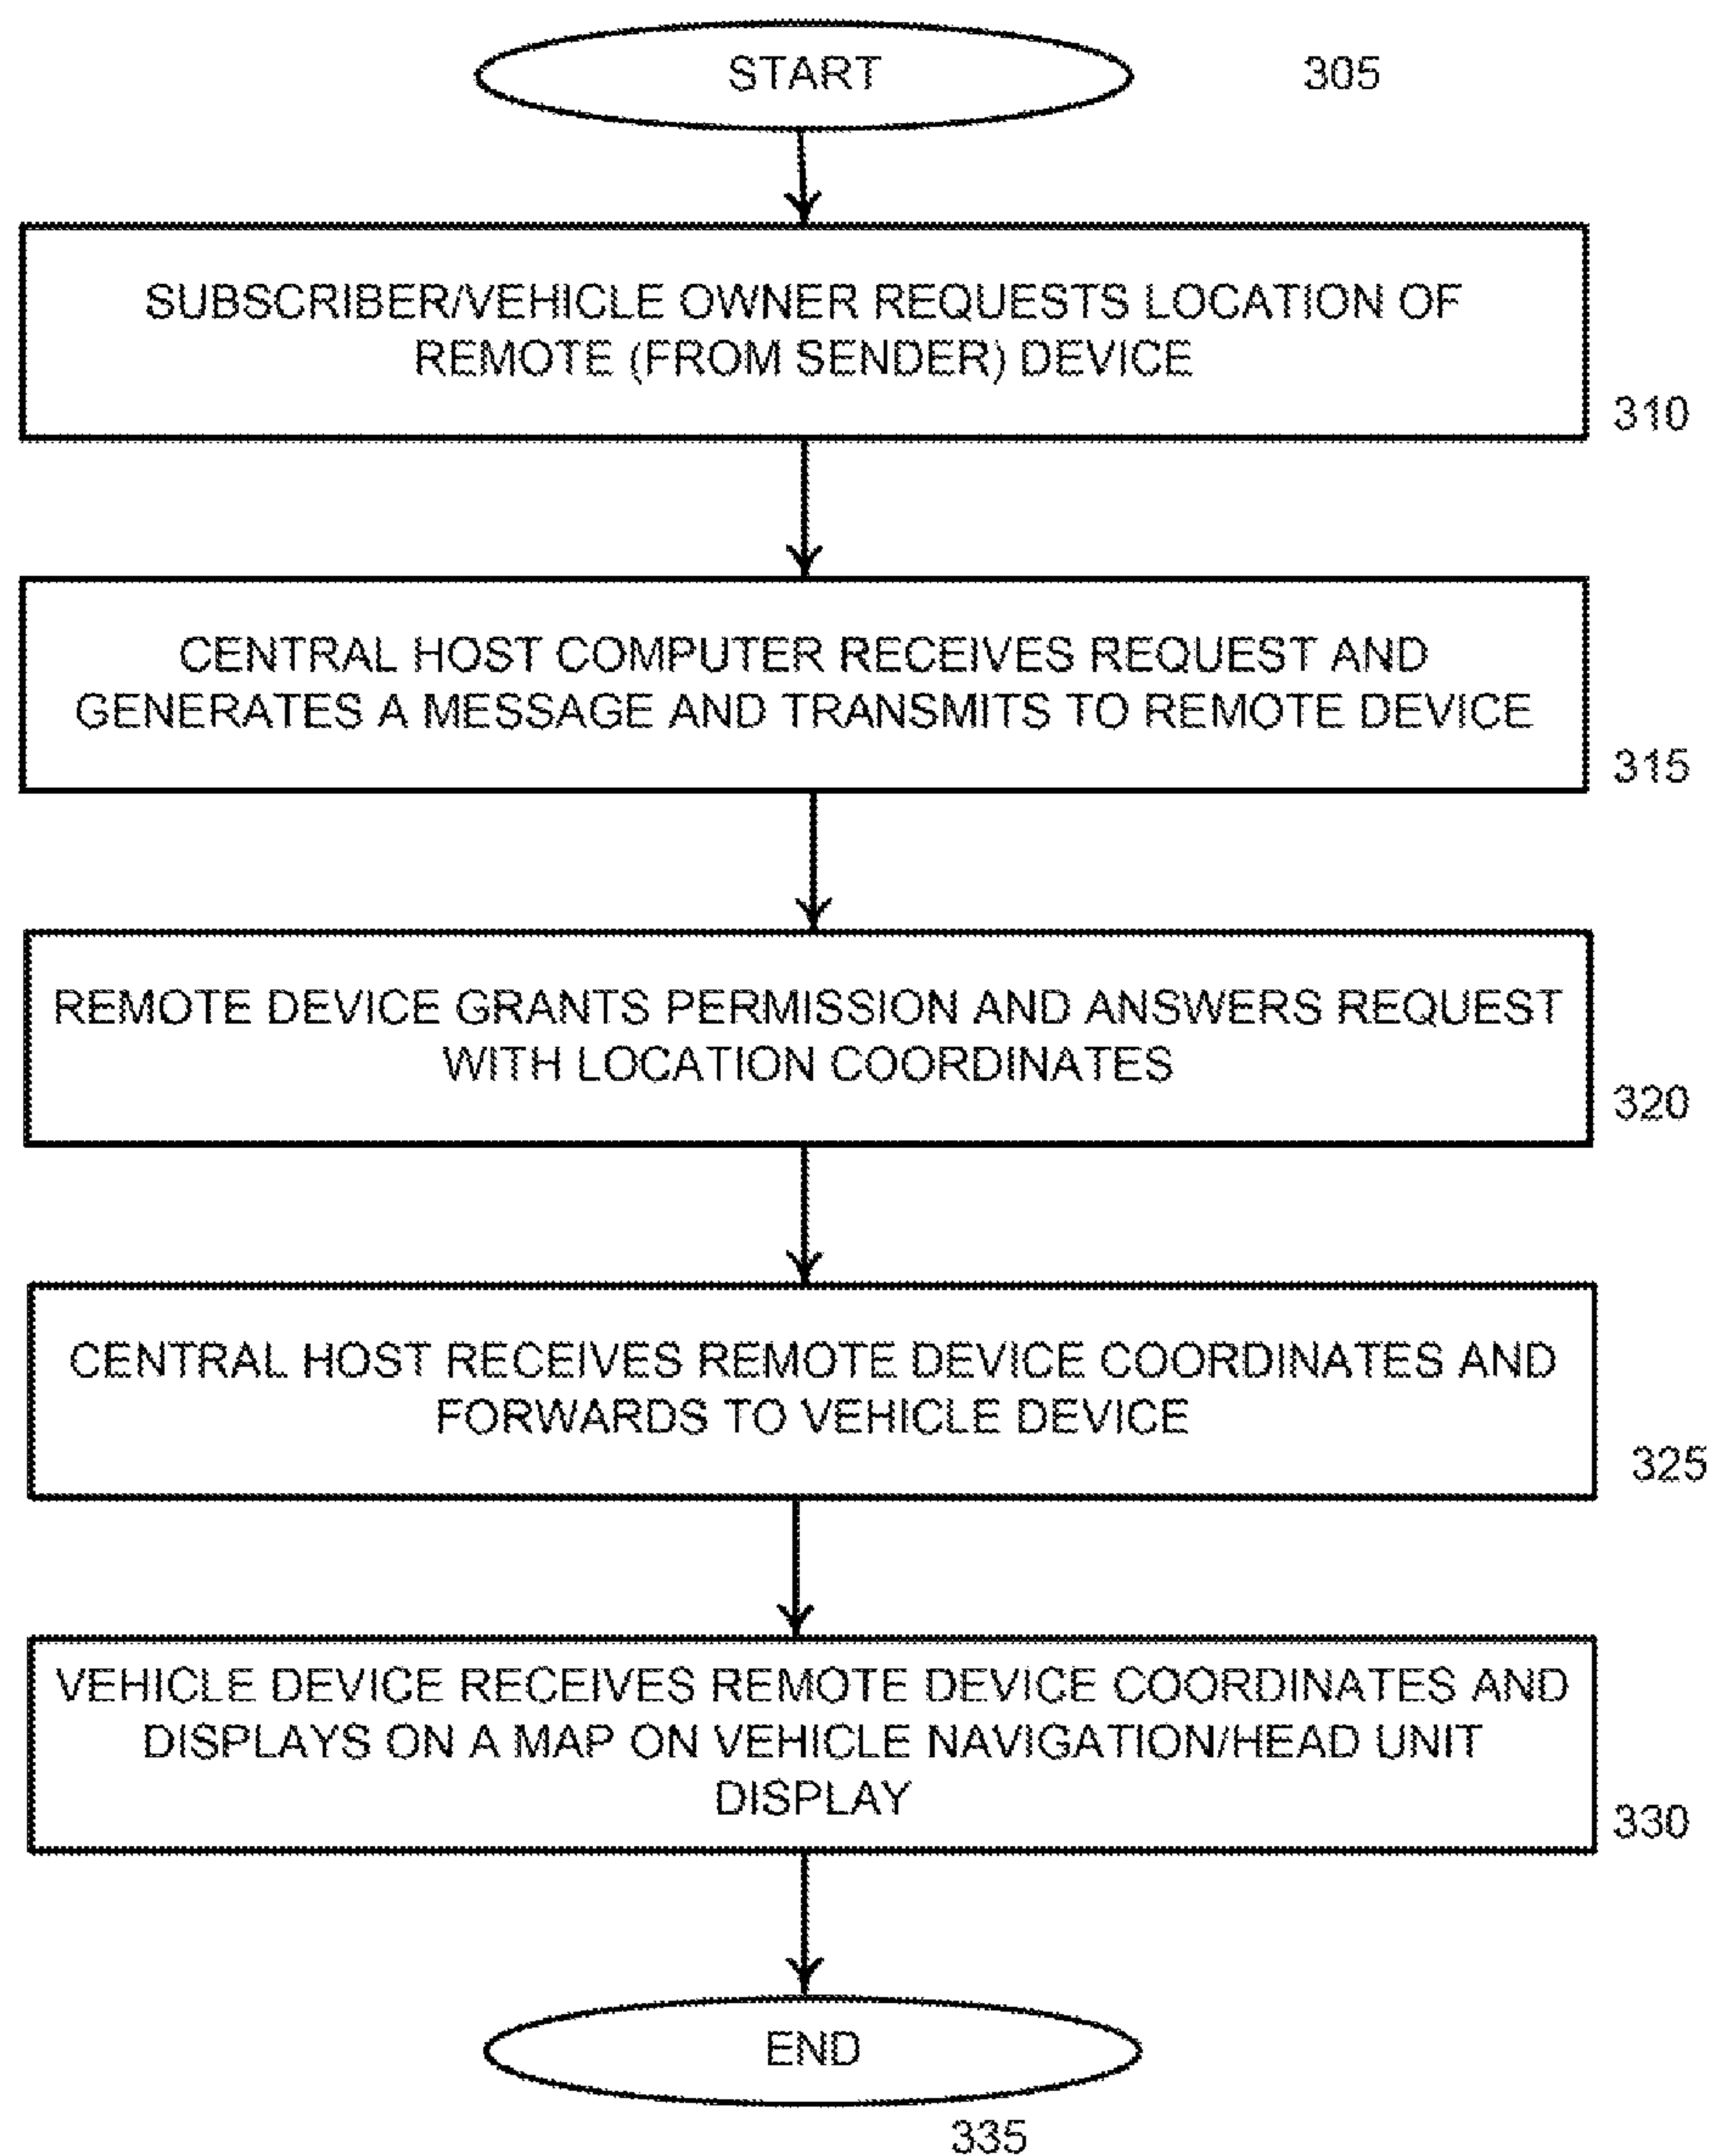 START
305
SUBSCRIBER/VEHICLE OWNER REQUESTS LOCATION OF
REMOTE (FROM SENDER) DEVICE
310
CENTRAL HOST COMPUTER RECEIVES REQUEST AND
GENERATES A MESSAGE AND TRANSMITS TO REMOTE DEVICE
315
REMOTE DEVICE GRANTS PERMISSION AND ANSWERS REQUEST
WITH LOCATION COORDINATES
320
CENTRAL HOST RECEIVES REMOTE DEVICE COORDINATES AND
FORWARDS TO VEHICLE DEVICE
325
VEHICLE DEVICE RECEIVES REMOTE DEVICE COORDINATES AND
DISPLAYS ON A MAP ON VEHICLE NAVIGATION/HEAD UNIT
DISPLAY
330
END
335